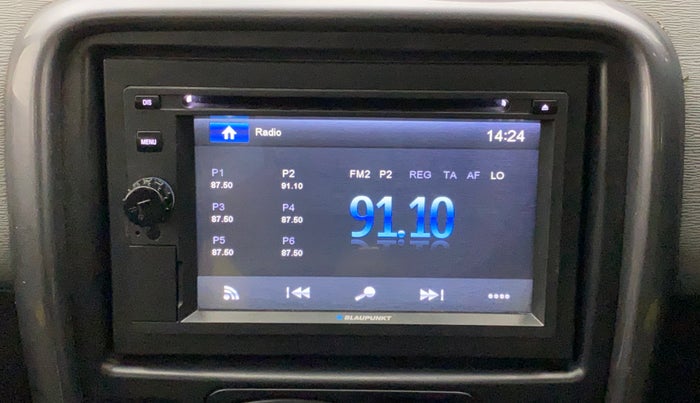 DIS
MENU
Radio
14:24
P1
87.50
P2
91.10
FM2 P2 REG TA AF LO
P3
87.50
P4
87.50
91.10
P5
87.50
P6
87.50
BLAUPUNKT